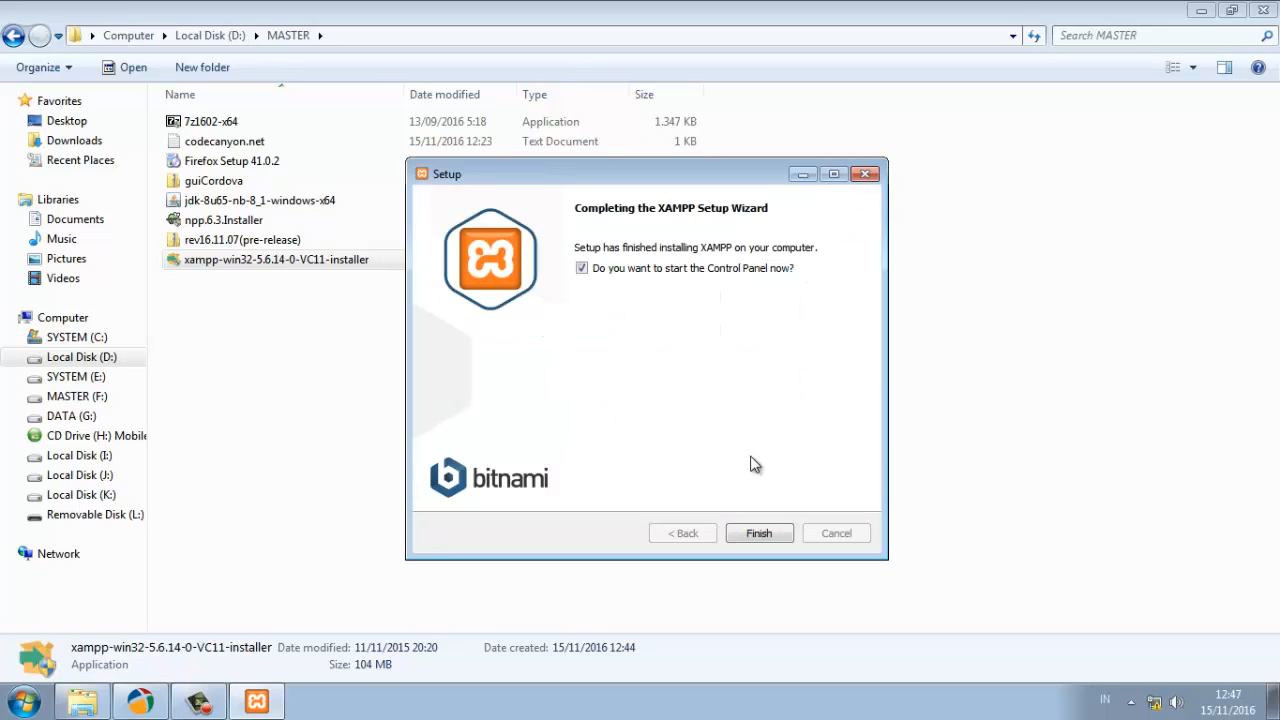 Computer Local Disk (D:) MASTER
Search MASTER
Organize Open New folder
Name Date modified Type Size
Favorites
Desktop
Downloads
Recent Places
Libraries
Documents
Music
Pictures
Videos
Computer
SYSTEM (C:)
Local Disk (D:)
SYSTEM (E:)
MASTER (F:)
DATA (G:)
CD Drive (H:) Mobile
Local Disk (I:)
Local Disk (J:)
Local Disk (K:)
Removable Disk (L:)
Network
7z1602-x64 13/09/2016 5:18 Application 1.347 KB
codecanyon.net 15/11/2016 12:23 Text Document 1 KB
Firefox Setup 41.0.2
guiCordova
jdk-8u65-nb-8_1-windows-x64
npp.6.3.Installer
rev16.11.07(pre-release)
xampp-win32-5.6.14-0-VC11-installer
Setup
Completing the XAMPP Setup Wizard
Setup has finished installing XAMPP on your computer.
Do you want to start the Control Panel now?
bitnami
< Back Finish Cancel
xampp-win32-5.6.14-0-VC11-installer Date modified: 11/11/2015 20:20 Date created: 15/11/2016 12:44
Application Size: 104 MB
IN
12:47
15/11/2016